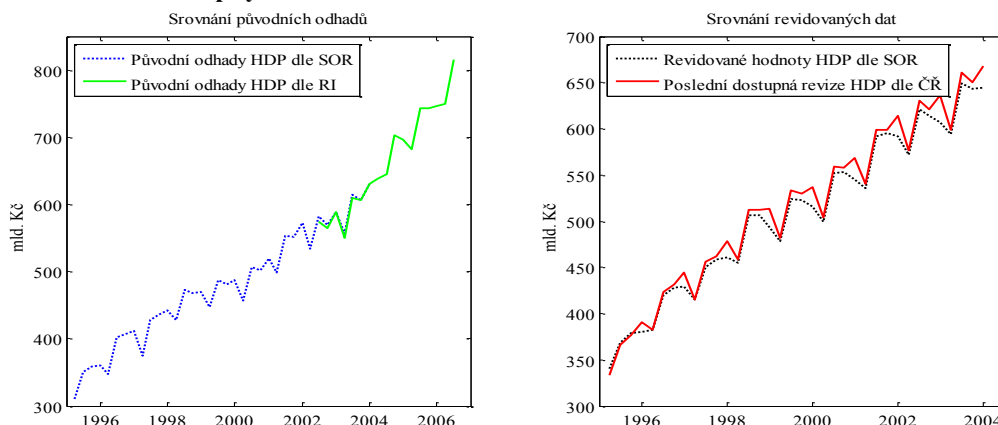 Srovnání původních odhadů
mld. Kč
800
700
600
500
400
300
Původní odhady HDP dle SOR
Původní odhady HDP dle RI
1996 1998 2000 2002 2004 2006
Srovnání revidovaných dat
mld. Kč
700
650
600
550
500
450
400
350
300
Revidované hodnoty HDP dle SOR
Poslední dostupná revize HDP dle ČŘ
1996 1998 2000 2002 2004